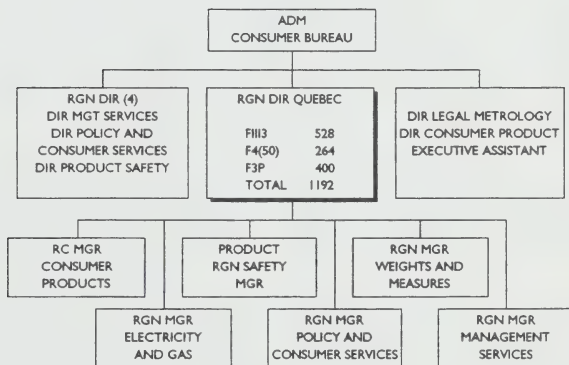 ADM
CONSUMER BUREAU
RGN DIR (4)
DIR MGT SERVICES
DIR POLICY AND
CONSUMER SERVICES
DIR PRODUCT SAFETY
RGN DIR QUEBEC
FIII3 528
F4(50) 264
F3P 400
TOTAL 1192
DIR LEGAL METROLOGY
DIR CONSUMER PRODUCT
EXECUTIVE ASSISTANT
RC MGR
CONSUMER
PRODUCTS
PRODUCT
RGN SAFETY
MGR
RGN MGR
WEIGHTS AND
MEASURES
RGN MGR
ELECTRICITY
AND GAS
RGN MGR
POLICY AND
CONSUMER SERVICES
RGN MGR
MANAGEMENT
SERVICES